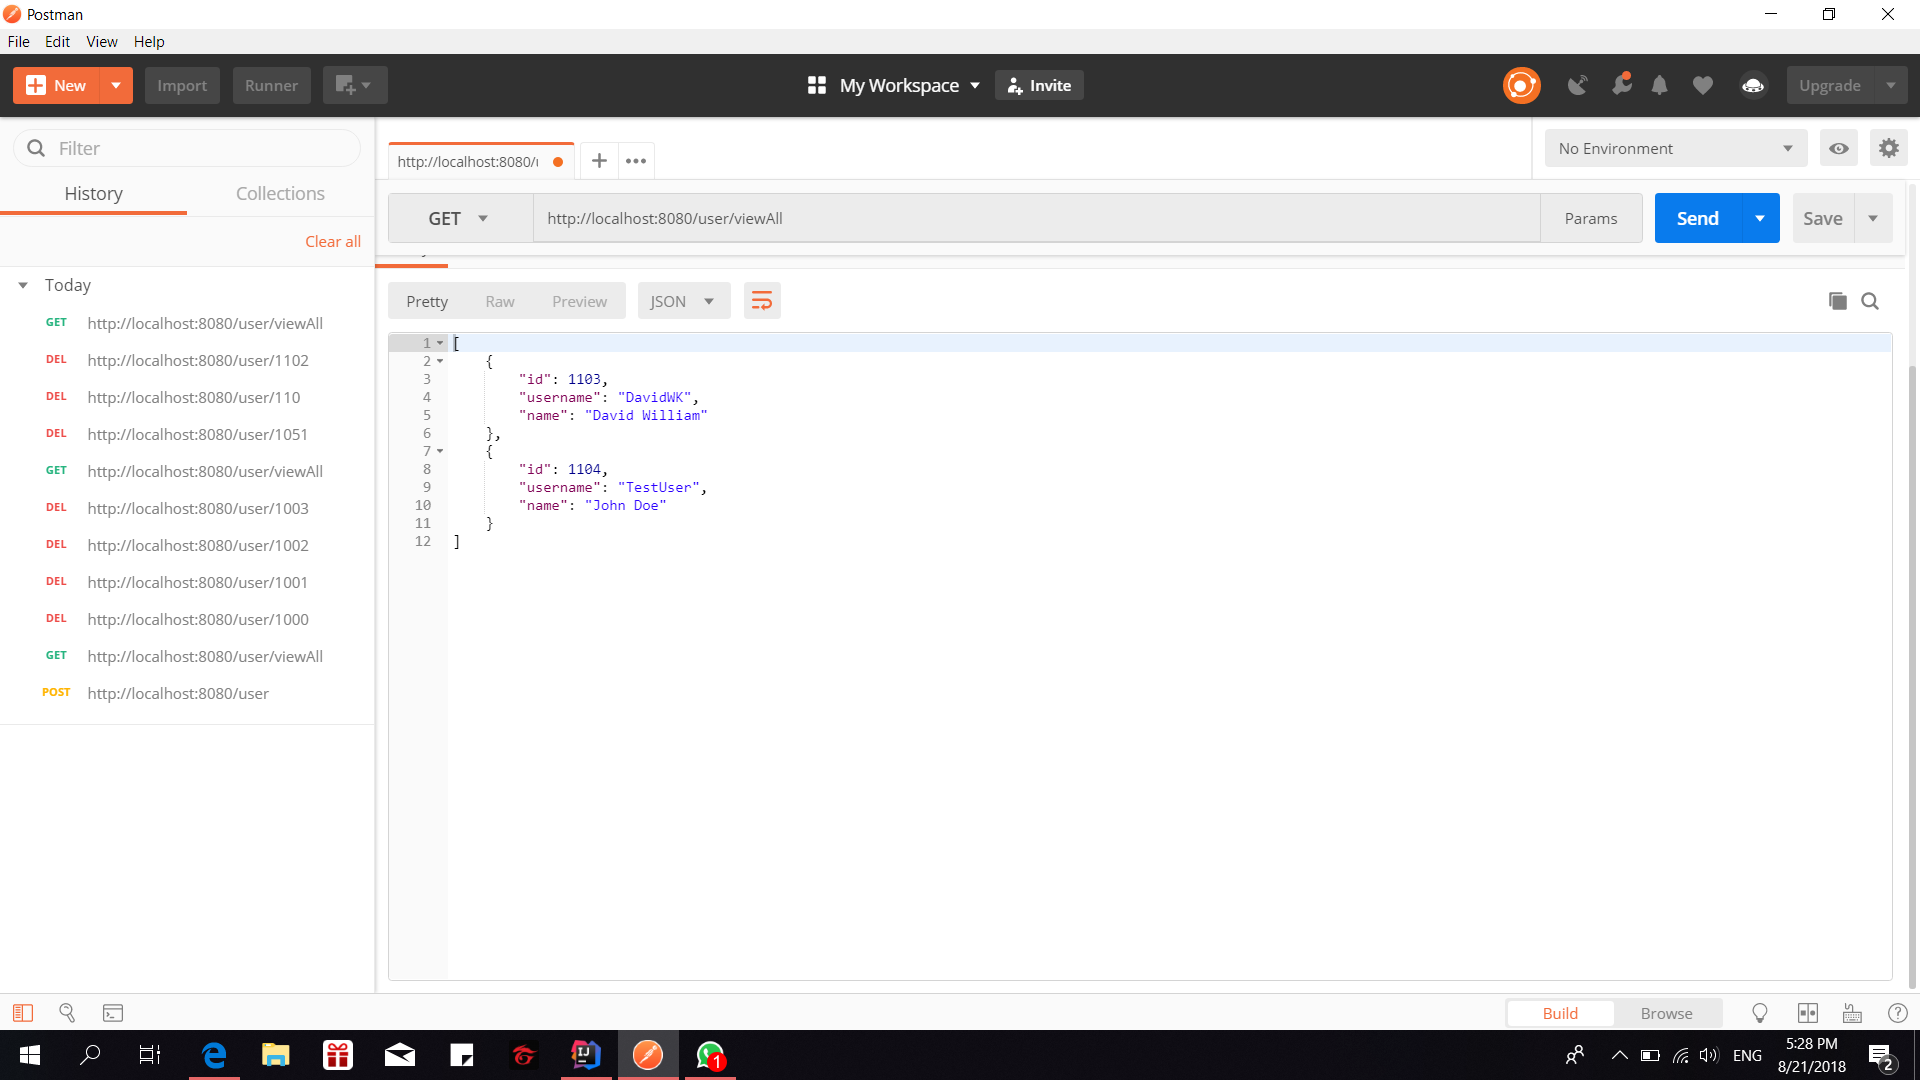 Postman
File Edit View Help
New Import Runner My Workspace Invite Upgrade
Filter
History Collections
Clear all
Today
GET http://localhost:8080/user/viewAll
DEL http://localhost:8080/user/1102
DEL http://localhost:8080/user/110
DEL http://localhost:8080/user/1051
GET http://localhost:8080/user/viewAll
DEL http://localhost:8080/user/1003
DEL http://localhost:8080/user/1002
DEL http://localhost:8080/user/1001
DEL http://localhost:8080/user/1000
GET http://localhost:8080/user/viewAll
POST http://localhost:8080/user
http://localhost:8080/ No Environment
GET http://localhost:8080/user/viewAll Params Send Save
Pretty Raw Preview JSON
1 [
2 {
3 "id": 1103,
4 "username": "DavidWK",
5 "name": "David William"
6 },
7 {
8 "id": 1104,
9 "username": "TestUser",
10 "name": "John Doe"
11 }
12 ]
Build Browse
IJ 1 ENG 5:28 PM
8/21/2018 2